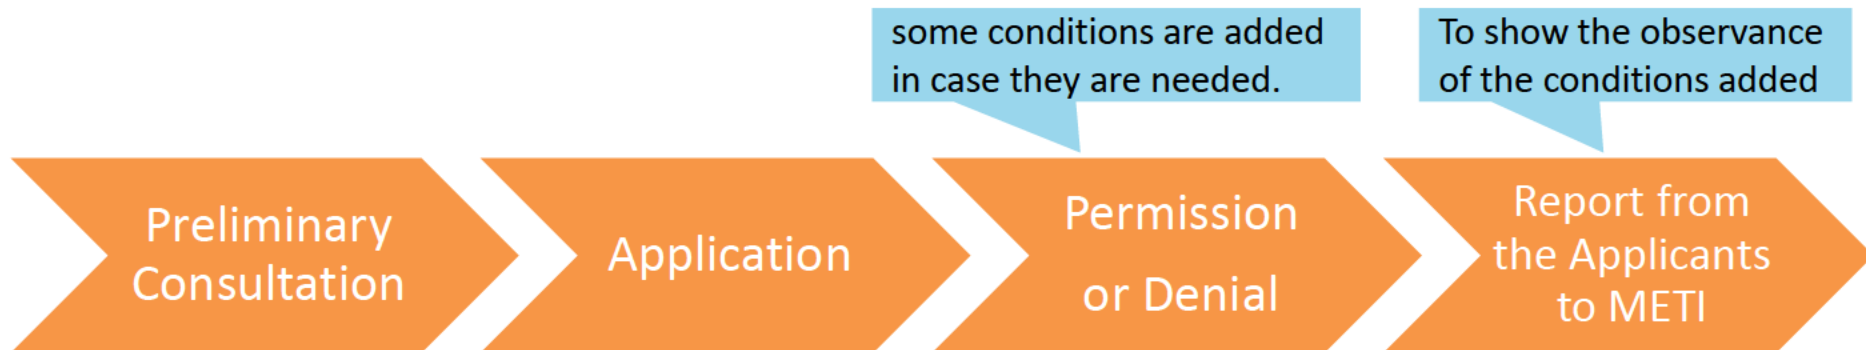 some conditions are added
in case they are needed.
To show the observance
of the conditions added
Preliminary
Consultation
Application
Permission
or Denial
Report from
the Applicants
to METI